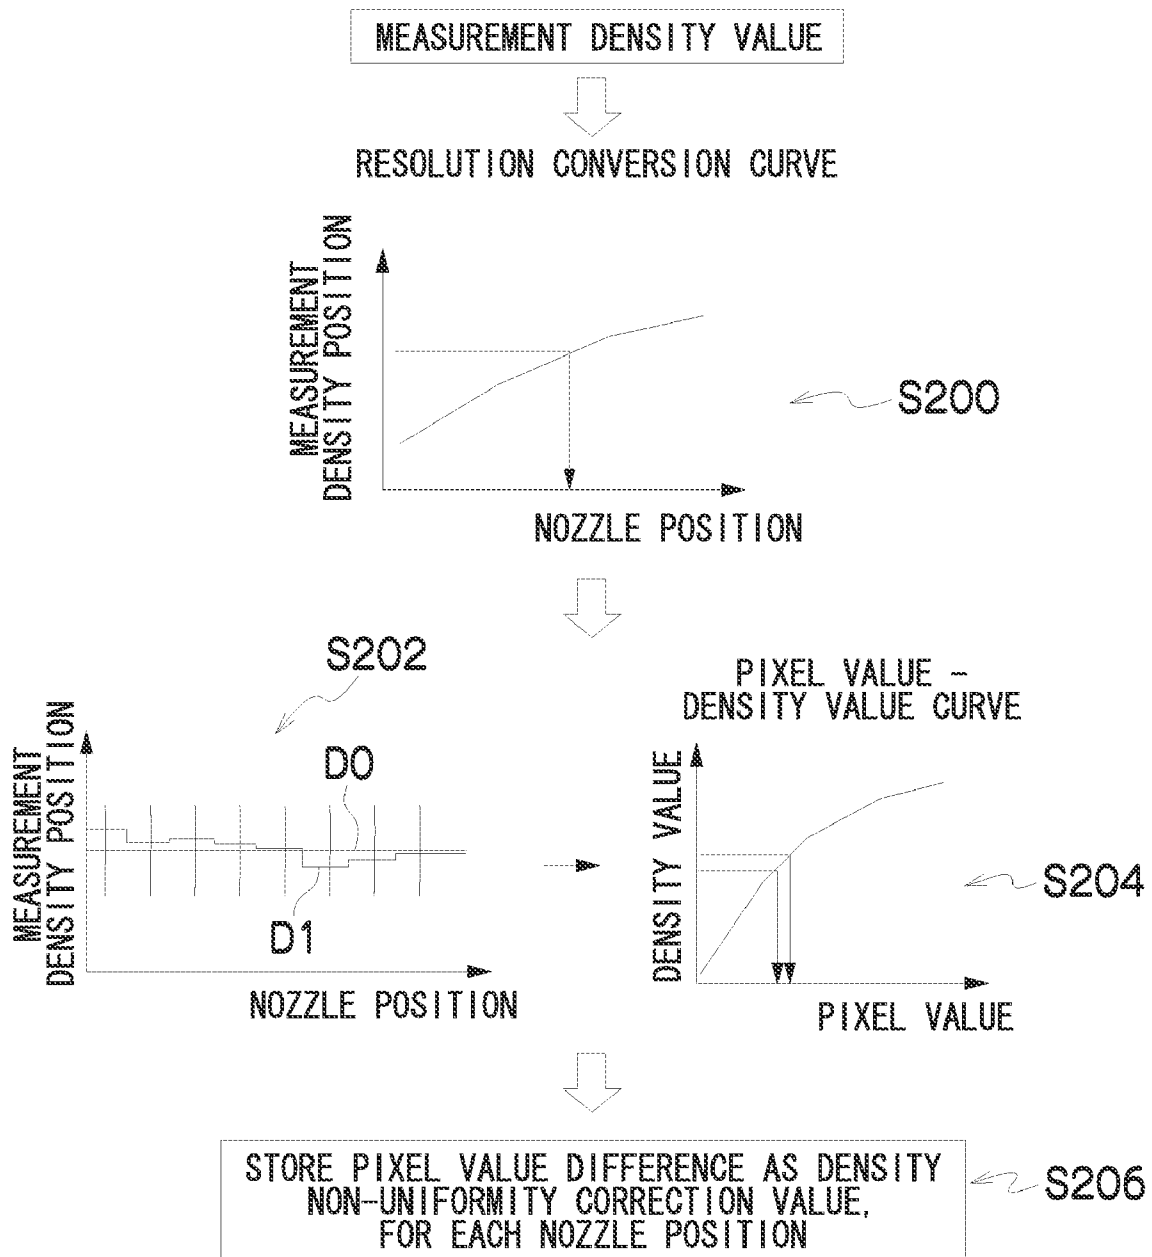 MEASUREMENT DENSITY VALUE
RESOLUTION CONVERSION CURVE
MEASUREMENT
DENSITY POSITION
S200
NOZZLE POSITION
S202
PIXEL VALUE -
DENSITY VALUE CURVE
MEASUREMENT
DENSITY POSITION
D0
D1
NOZZLE POSITION
DENSITY VALUE
S204
PIXEL VALUE
STORE PIXEL VALUE DIFFERENCE AS DENSITY
NON-UNIFORMITY CORRECTION VALUE,
FOR EACH NOZZLE POSITION
S206